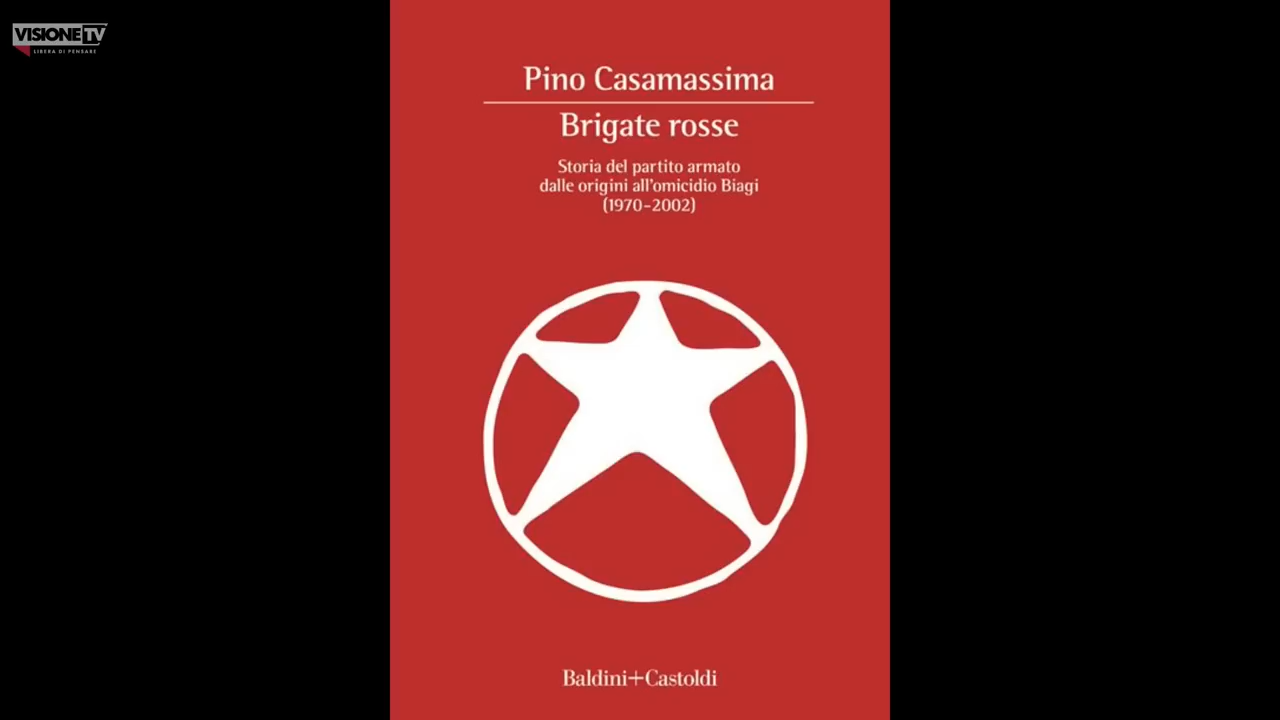 VISIONE TV
LIBERA DI PENSARE
Pino Casamassima
Brigate rosse
Storia del partito armato
dalle origini all'omicidio Biagi
(1970-2002)
Baldini+Castoldi